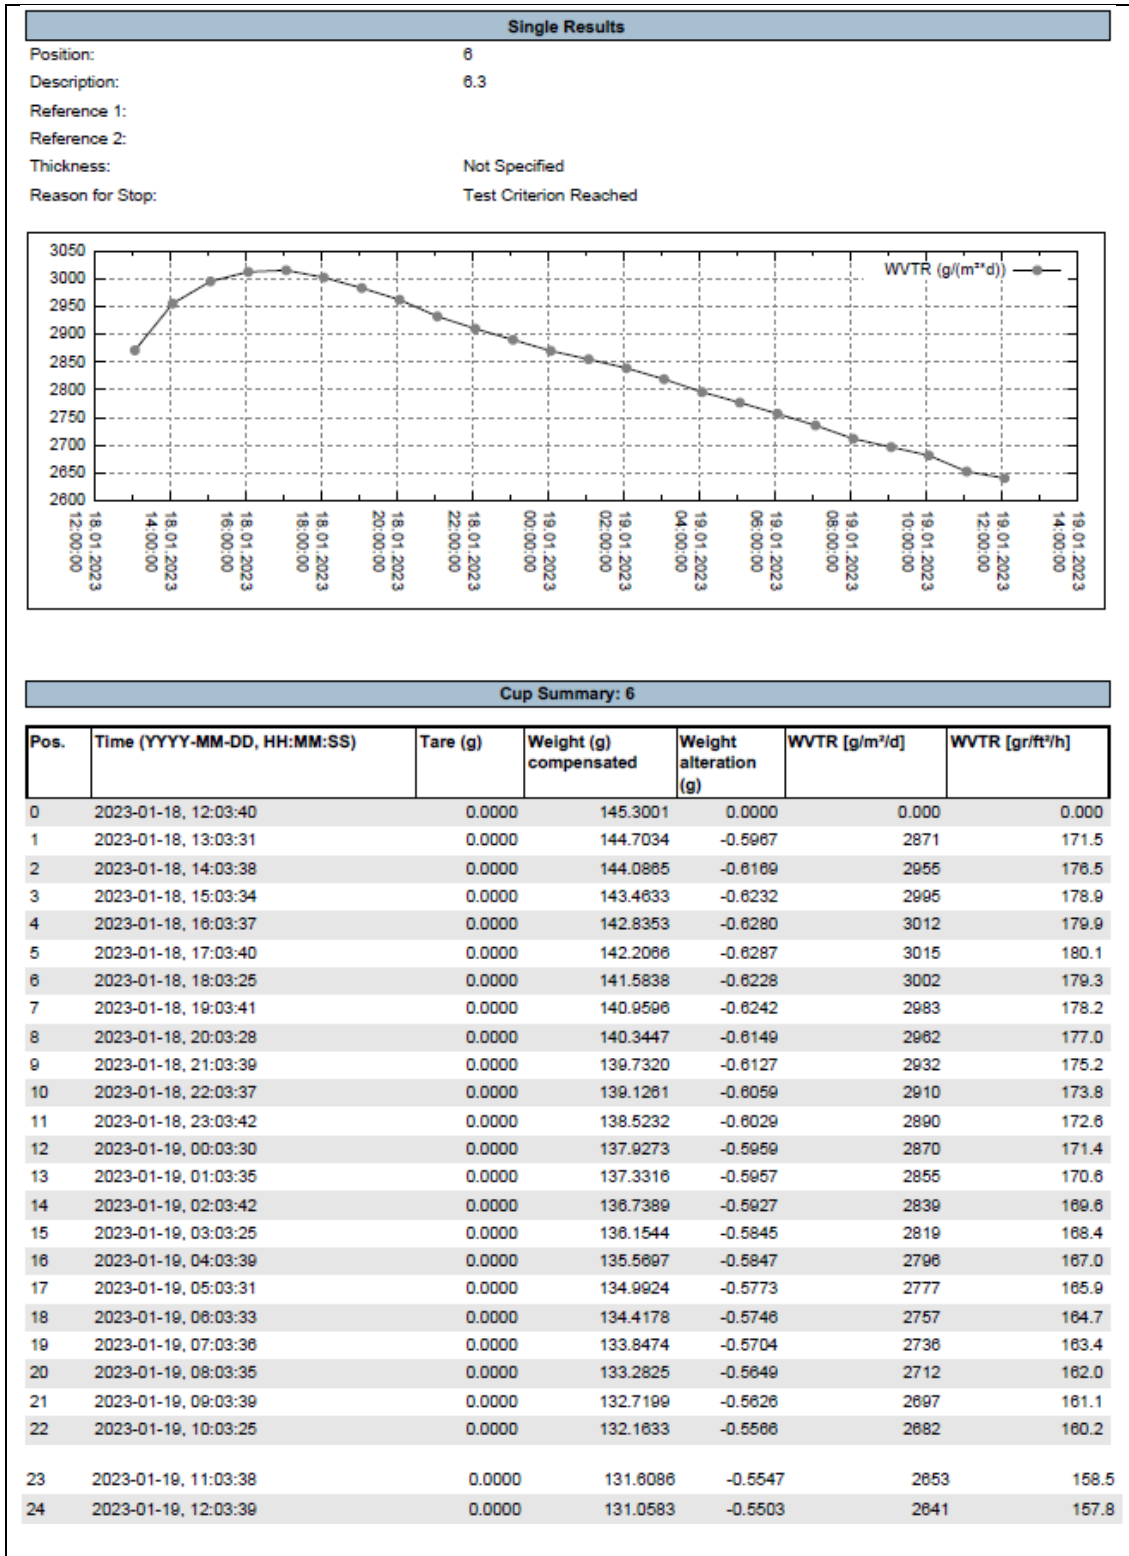 Single Results
Position: 6
Description: 6.3
Reference 1:
Reference 2:
Thickness: Not Specified
Reason for Stop: Test Criterion Reached
3050
3000
2950
2900
2850
2800
2750
2700
2650
2600
WVTR (g/(m²*d))
18.01.2023 12:00:00
18.01.2023 14:00:00
18.01.2023 16:00:00
18.01.2023 18:00:00
18.01.2023 20:00:00
18.01.2023 22:00:00
19.01.2023 00:00:00
19.01.2023 02:00:00
19.01.2023 04:00:00
19.01.2023 06:00:00
19.01.2023 08:00:00
19.01.2023 10:00:00
19.01.2023 12:00:00
19.01.2023 14:00:00
Cup Summary: 6
Pos. Time (YYYY-MM-DD, HH:MM:SS) Tare (g) Weight (g) compensated Weight alteration (g) WVTR [g/m²/d] WVTR [gr/ft²/h]
0 2023-01-18, 12:03:40 0.0000 145.3001 0.0000 0.000 0.000
1 2023-01-18, 13:03:31 0.0000 144.7034 -0.5967 2871 171.5
2 2023-01-18, 14:03:38 0.0000 144.0865 -0.6169 2955 176.5
3 2023-01-18, 15:03:34 0.0000 143.4633 -0.6232 2995 178.9
4 2023-01-18, 16:03:37 0.0000 142.8353 -0.6280 3012 179.9
5 2023-01-18, 17:03:40 0.0000 142.2066 -0.6287 3015 180.1
6 2023-01-18, 18:03:25 0.0000 141.5838 -0.6228 3002 179.3
7 2023-01-18, 19:03:41 0.0000 140.9596 -0.6242 2983 178.2
8 2023-01-18, 20:03:28 0.0000 140.3447 -0.6149 2962 177.0
9 2023-01-18, 21:03:39 0.0000 139.7320 -0.6127 2932 175.2
10 2023-01-18, 22:03:37 0.0000 139.1261 -0.6059 2910 173.8
11 2023-01-18, 23:03:42 0.0000 138.5232 -0.6029 2890 172.6
12 2023-01-19, 00:03:30 0.0000 137.9273 -0.5959 2870 171.4
13 2023-01-19, 01:03:35 0.0000 137.3316 -0.5957 2855 170.6
14 2023-01-19, 02:03:42 0.0000 136.7389 -0.5927 2839 169.6
15 2023-01-19, 03:03:25 0.0000 136.1544 -0.5845 2819 168.4
16 2023-01-19, 04:03:39 0.0000 135.5697 -0.5847 2796 167.0
17 2023-01-19, 05:03:31 0.0000 134.9924 -0.5773 2777 165.9
18 2023-01-19, 06:03:33 0.0000 134.4178 -0.5746 2757 164.7
19 2023-01-19, 07:03:36 0.0000 133.8474 -0.5704 2736 163.4
20 2023-01-19, 08:03:35 0.0000 133.2825 -0.5649 2712 162.0
21 2023-01-19, 09:03:39 0.0000 132.7199 -0.5626 2697 161.1
22 2023-01-19, 10:03:25 0.0000 132.1633 -0.5566 2682 160.2
23 2023-01-19, 11:03:38 0.0000 131.6086 -0.5547 2653 158.5
24 2023-01-19, 12:03:39 0.0000 131.0583 -0.5503 2641 157.8